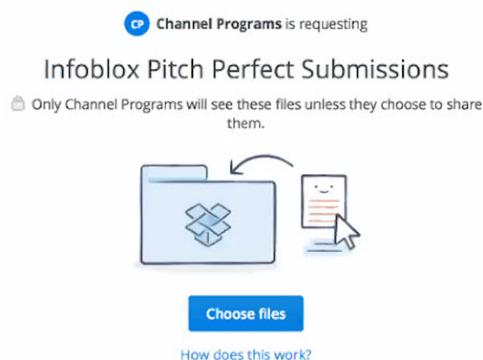 CP Channel Programs is requesting
Infoblox Pitch Perfect Submissions
Only Channel Programs will see these files unless they choose to share
them.
Choose files
How does this work?